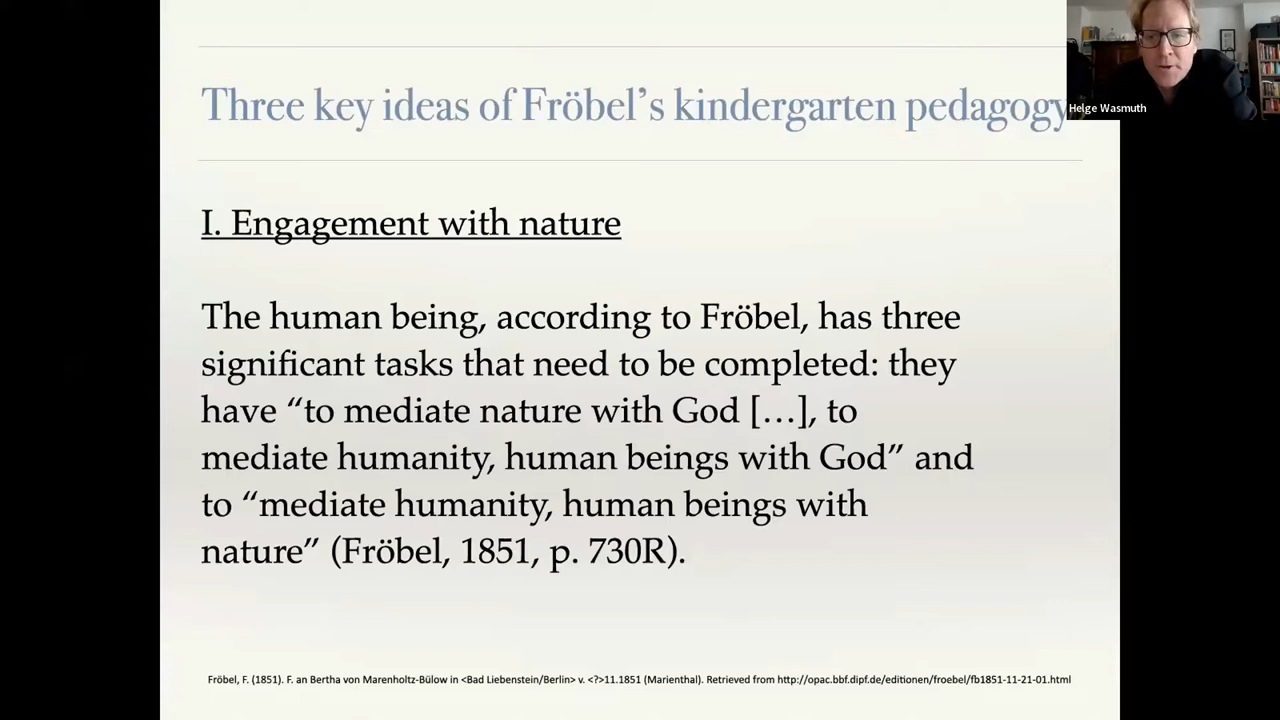 Three key ideas of Fröbel’s kindergarten pedagogy
Helge Wasmuth
I. Engagement with nature
The human being, according to Fröbel, has three
significant tasks that need to be completed: they
have “to mediate nature with God […], to
mediate humanity, human beings with God” and
to “mediate humanity, human beings with
nature” (Fröbel, 1851, p. 730R).
Fröbel, F. (1851). F. an Bertha von Marenholtz-Bülow in <Bad Liebenstein/Berlin> v. <?>11.1851 (Marienthal). Retrieved from http://opac.bbf.dipf.de/editionen/froebel/fb1851-11-21-01.html